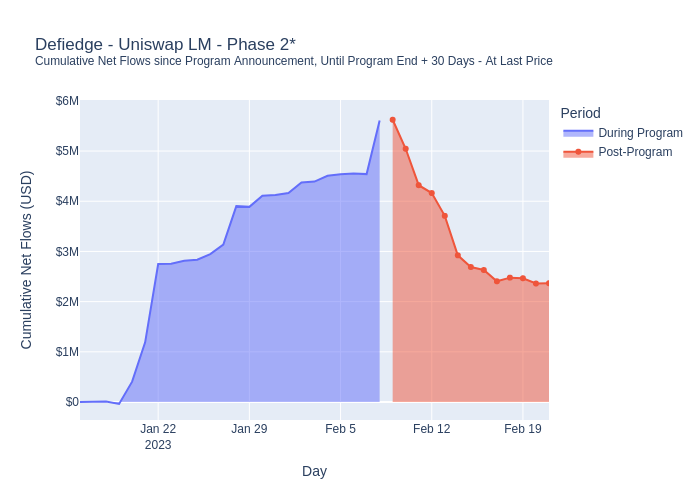 Defiedge - Uniswap LM - Phase 2*
Cumulative Net Flows since Program Announcement, Until Program End + 30 Days - At Last Price
Period
During Program
Post-Program
Cumulative Net Flows (USD)
$6M
$5M
$4M
$3M
$2M
$1M
$0
Jan 22
2023
Jan 29
Feb 5
Feb 12
Feb 19
Day